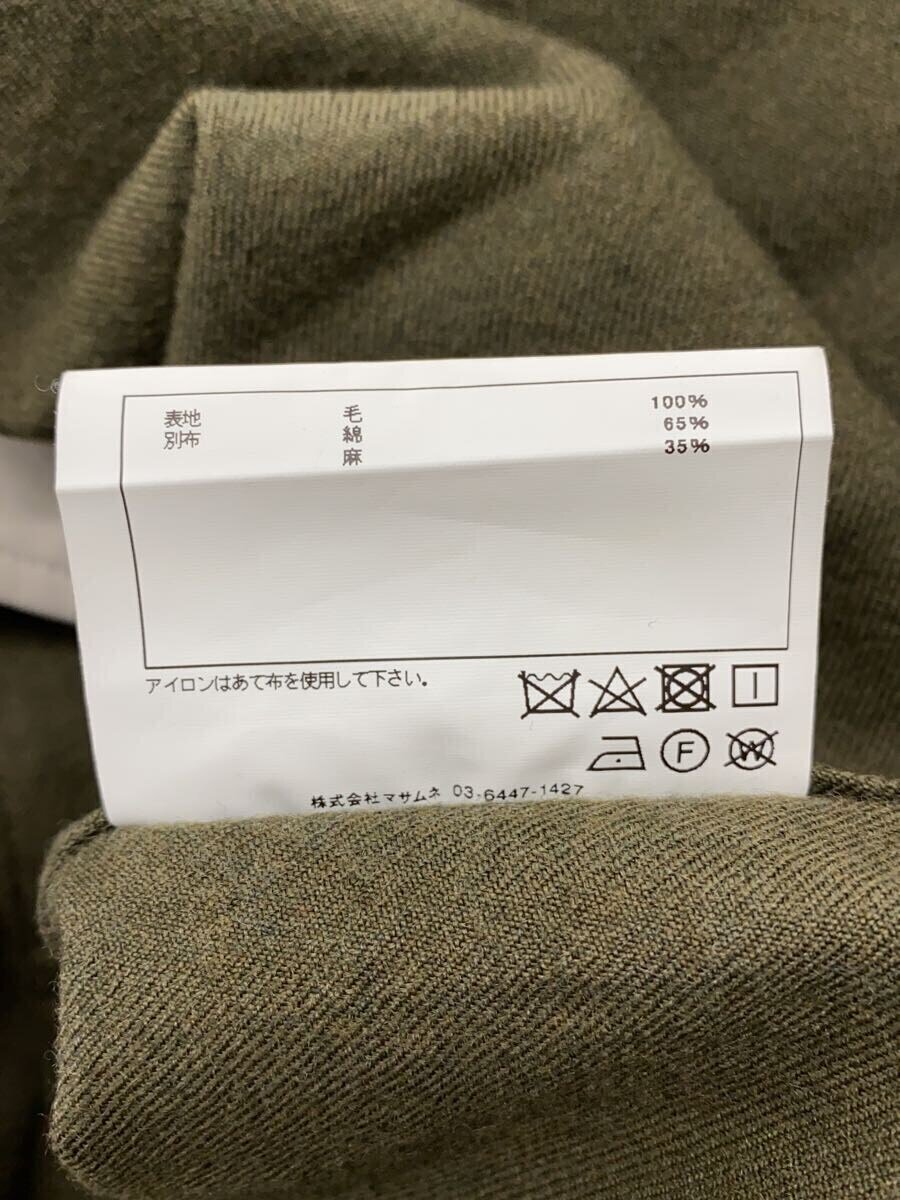 表地 毛 100%
別布 綿 65%
麻 35%
アイロンはあて布を使用して下さい。
F W
株式会社マサムネ 03-6447-1427